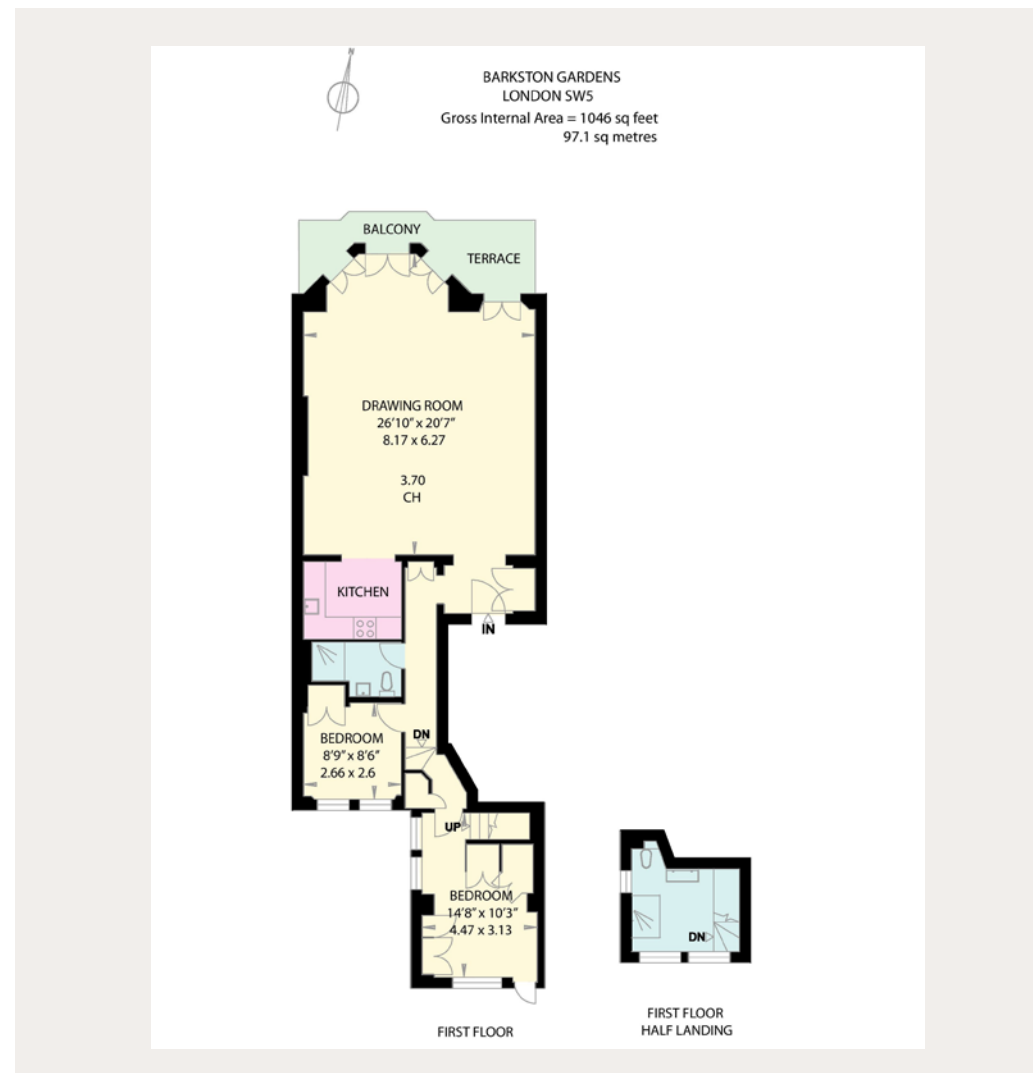 N
BARKSTON GARDENS
LONDON SW5
Gross Internal Area = 1046 sq feet
97.1 sq metres
BALCONY
TERRACE
DRAWING ROOM
26'10" x 20'7"
8.17 x 6.27
3.70
CH
KITCHEN
IN
DN
BEDROOM
8'9" x 8'6"
2.66 x 2.6
UP
BEDROOM
14'8" x 10'3"
4.47 x 3.13
DN
FIRST FLOOR
FIRST FLOOR
HALF LANDING